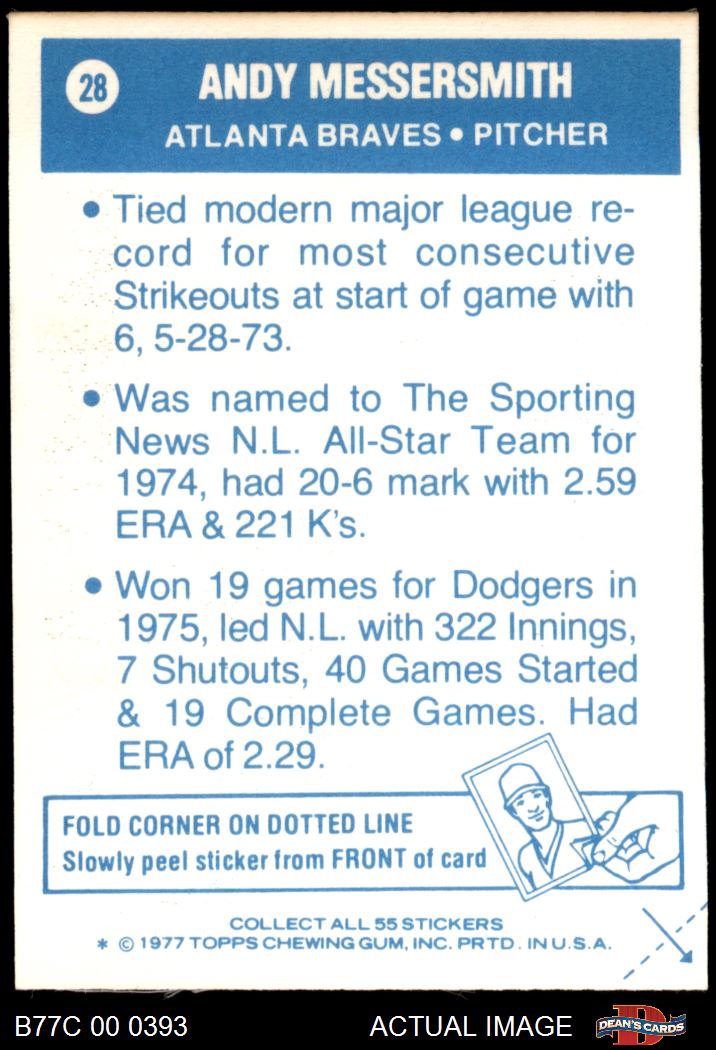 28
ANDY MESSERSMITH
ATLANTA BRAVES • PITCHER
• Tied modern major league re-
cord for most consecutive
Strikeouts at start of game with
6, 5-28-73.
• Was named to The Sporting
News N.L. All-Star Team for
1974, had 20-6 mark with 2.59
ERA & 221 K's.
• Won 19 games for Dodgers in
1975, led N.L. with 322 Innings,
7 Shutouts, 40 Games Started
& 19 Complete Games. Had
ERA of 2.29.
FOLD CORNER ON DOTTED LINE
Slowly peel sticker from FRONT of card
COLLECT ALL 55 STICKERS
* © 1977 TOPPS CHEWING GUM, INC. PRTD. IN U.S.A.
B77C 00 0393
ACTUAL IMAGE
D
DEAN'S CARDS